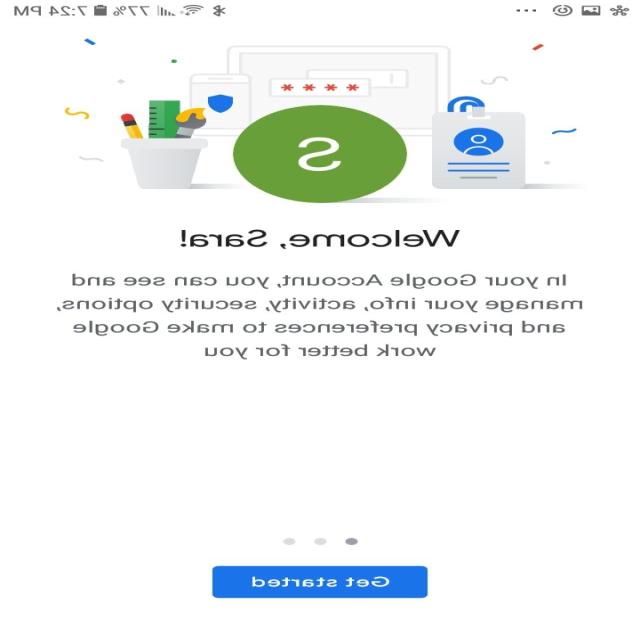 77% 7:24 PM
* * * *
S
Welcome, Sara!
In your Google Account, you can see and
manage your info, activity, security, options,
and privacy preferences to make Google
work better for you
Get started